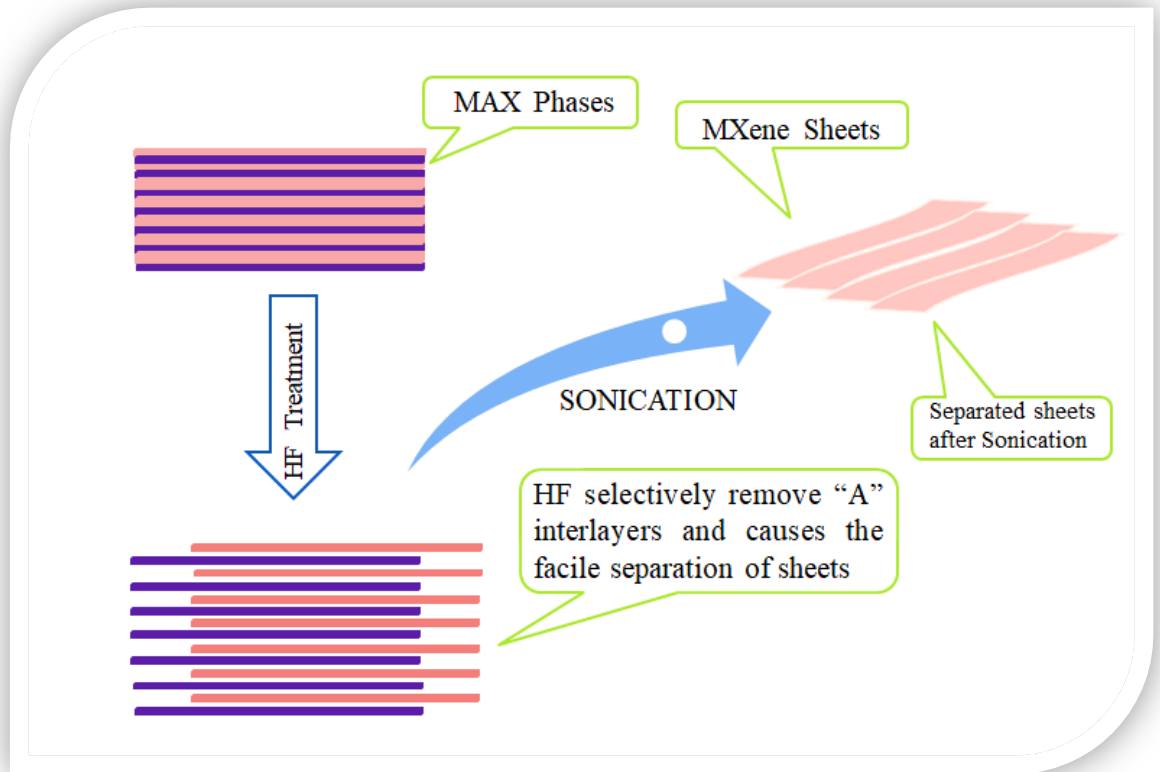 MAX Phases
MXene Sheets
HF Treatment
SONICATION
Separated sheets
after Sonication
HF selectively remove “A”
interlayers and causes the
facile separation of sheets